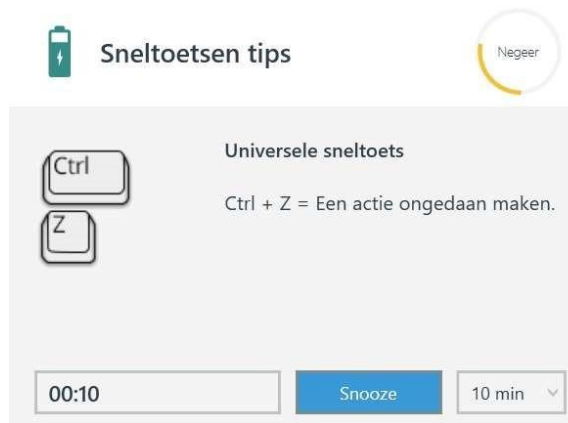 Sneltoetsen tips
Negeer
Ctrl
Z
Universele sneltoets
Ctrl + Z = Een actie ongedaan maken.
00:10
Snooze
10 min